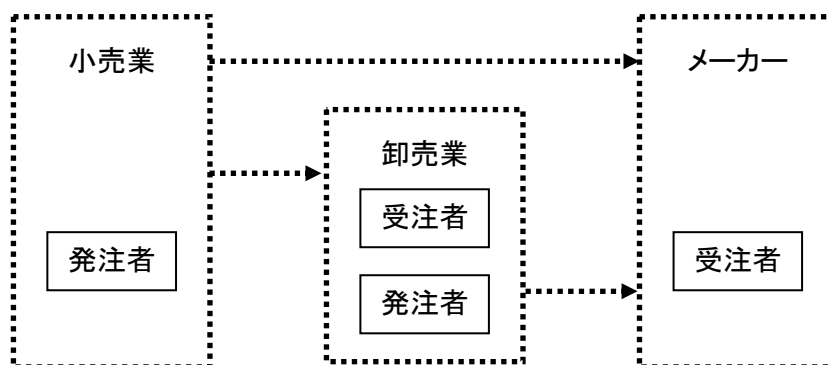 小売業
発注者
卸売業
受注者
発注者
メーカー
受注者